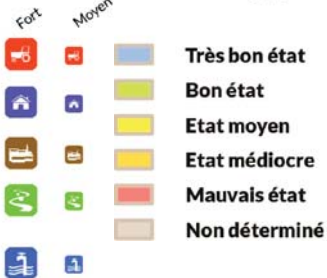 Fort
Moyen
Très bon état
Bon état
Etat moyen
Etat médiocre
Mauvais état
Non déterminé